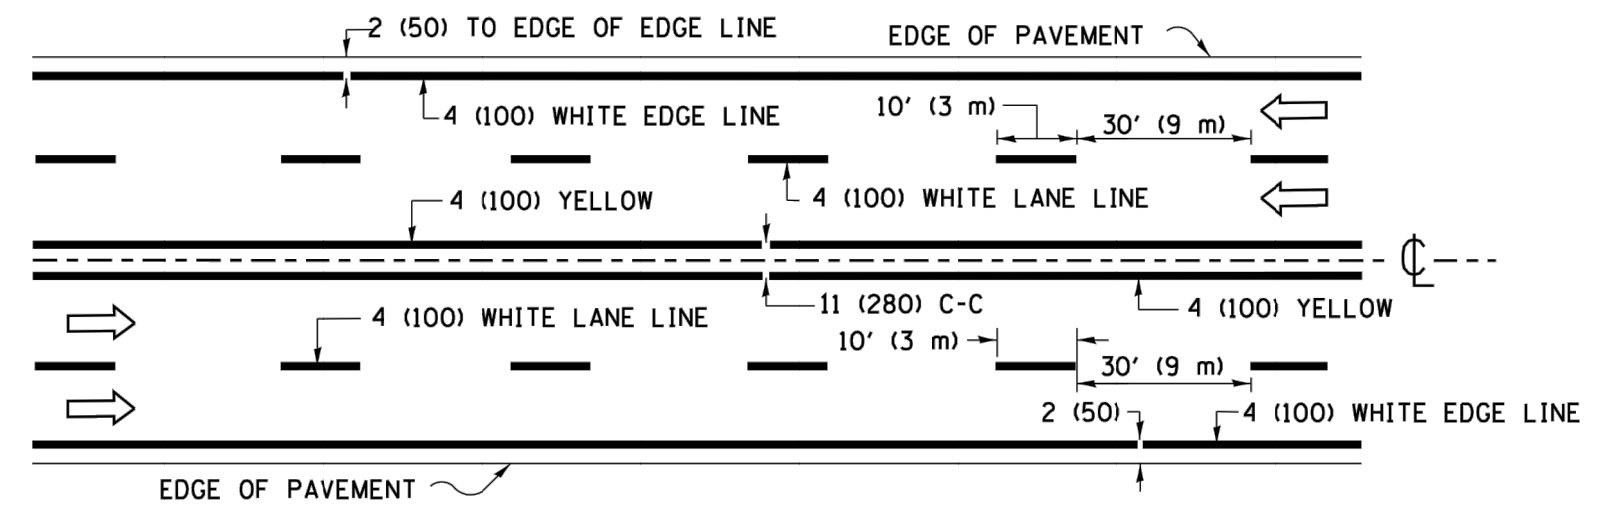 2 (50) TO EDGE OF EDGE LINE
EDGE OF PAVEMENT
4 (100) WHITE EDGE LINE
10' (3 m)
30' (9 m)
4 (100) YELLOW
4 (100) WHITE LANE LINE
℄
11 (280) C-C
4 (100) YELLOW
4 (100) WHITE LANE LINE
10' (3 m)
30' (9 m)
2 (50)
4 (100) WHITE EDGE LINE
EDGE OF PAVEMENT